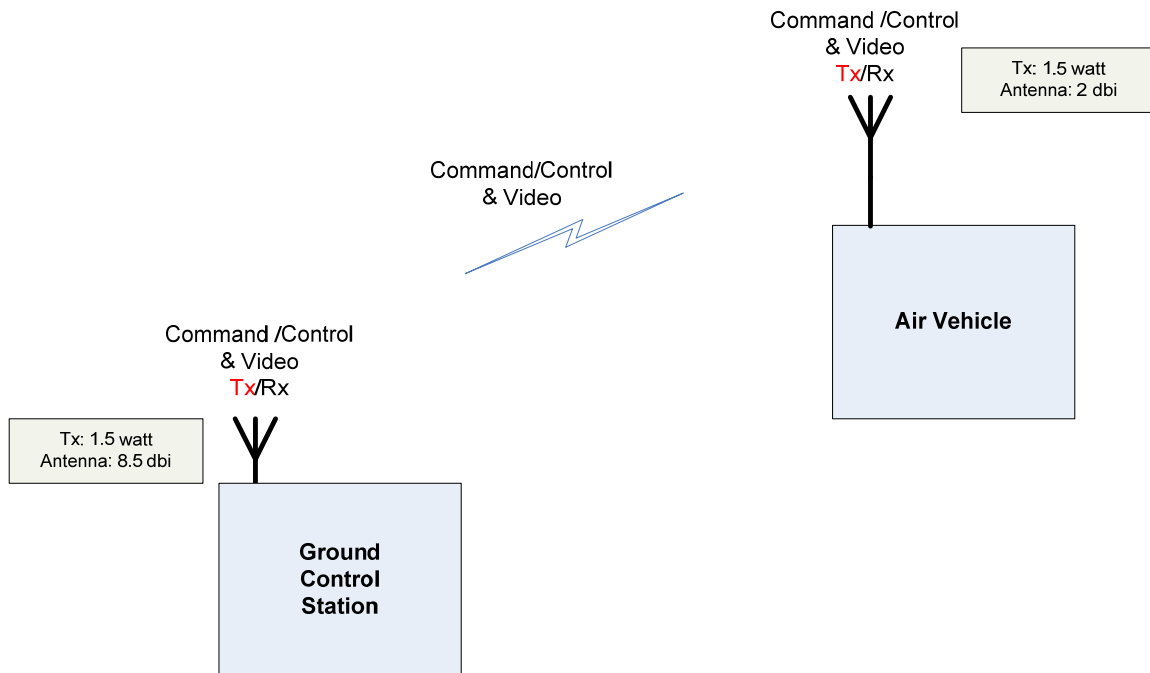 Command /Control
& Video
Tx/Rx
Tx: 1.5 watt
Antenna: 2 dbi
Command/Control
& Video
Air Vehicle
Command /Control
& Video
Tx/Rx
Tx: 1.5 watt
Antenna: 8.5 dbi
Ground
Control
Station